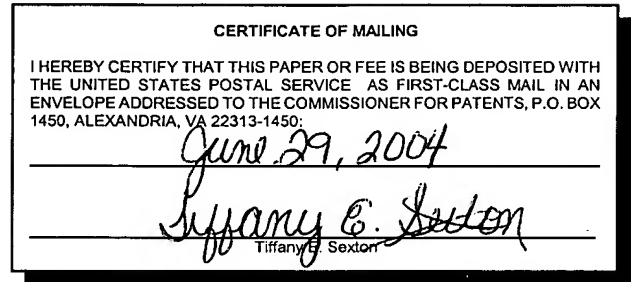 CERTIFICATE OF MAILING
I HEREBY CERTIFY THAT THIS PAPER OR FEE IS BEING DEPOSITED WITH
THE UNITED STATES POSTAL SERVICE AS FIRST-CLASS MAIL IN AN
ENVELOPE ADDRESSED TO THE COMMISSIONER FOR PATENTS, P.O. BOX
1450, ALEXANDRIA, VA 22313-1450:
June 29, 2004
Tiffany E. Sexton
Tiffany E. Sexton